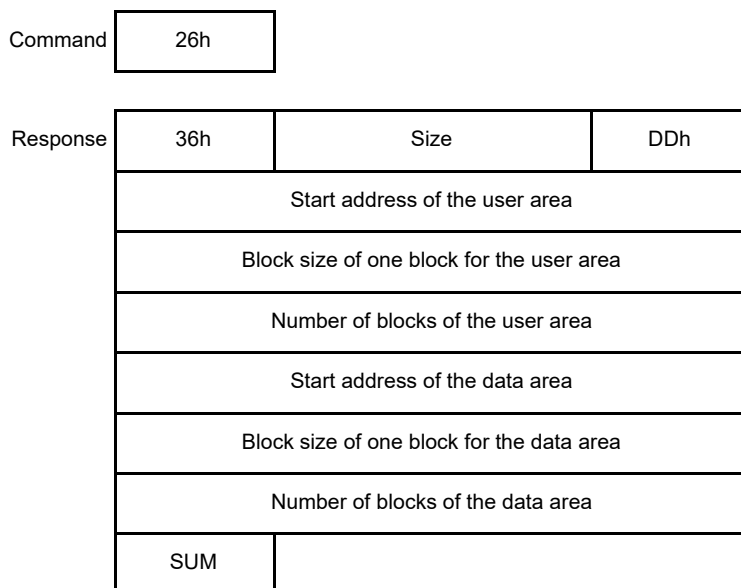 Command 26h
Response 36h Size DDh
Start address of the user area
Block size of one block for the user area
Number of blocks of the user area
Start address of the data area
Block size of one block for the data area
Number of blocks of the data area
SUM